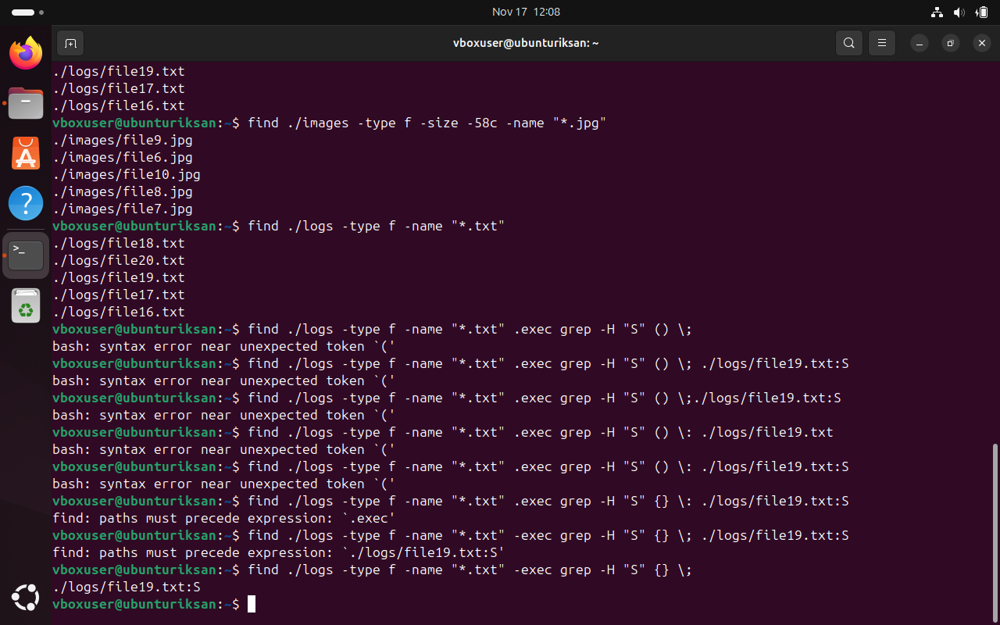 Nov 17 12:08
vboxuser@ubunturiksan: ~
./logs/file19.txt
./logs/file17.txt
./logs/file16.txt
vboxuser@ubunturiksan:~$ find ./images -type f -size -58c -name "*.jpg"
./images/file9.jpg
./images/file6.jpg
./images/file10.jpg
./images/file8.jpg
./images/file7.jpg
vboxuser@ubunturiksan:~$ find ./logs -type f -name "*.txt"
./logs/file18.txt
./logs/file20.txt
./logs/file19.txt
./logs/file17.txt
./logs/file16.txt
vboxuser@ubunturiksan:~$ find ./logs -type f -name "*.txt" .exec grep -H "S" () \;
bash: syntax error near unexpected token `('
vboxuser@ubunturiksan:~$ find ./logs -type f -name "*.txt" .exec grep -H "S" () \; ./logs/file19.txt:S
bash: syntax error near unexpected token `('
vboxuser@ubunturiksan:~$ find ./logs -type f -name "*.txt" .exec grep -H "S" () \;./logs/file19.txt:S
bash: syntax error near unexpected token `('
vboxuser@ubunturiksan:~$ find ./logs -type f -name "*.txt" .exec grep -H "S" () \: ./logs/file19.txt
bash: syntax error near unexpected token `('
vboxuser@ubunturiksan:~$ find ./logs -type f -name "*.txt" .exec grep -H "S" () \: ./logs/file19.txt:S
bash: syntax error near unexpected token `('
vboxuser@ubunturiksan:~$ find ./logs -type f -name "*.txt" .exec grep -H "S" {} \: ./logs/file19.txt:S
find: paths must precede expression: `.exec'
vboxuser@ubunturiksan:~$ find ./logs -type f -name "*.txt" -exec grep -H "S" {} \; ./logs/file19.txt:S
find: paths must precede expression: `./logs/file19.txt:S'
vboxuser@ubunturiksan:~$ find ./logs -type f -name "*.txt" -exec grep -H "S" {} \;
./logs/file19.txt:S
vboxuser@ubunturiksan:~$